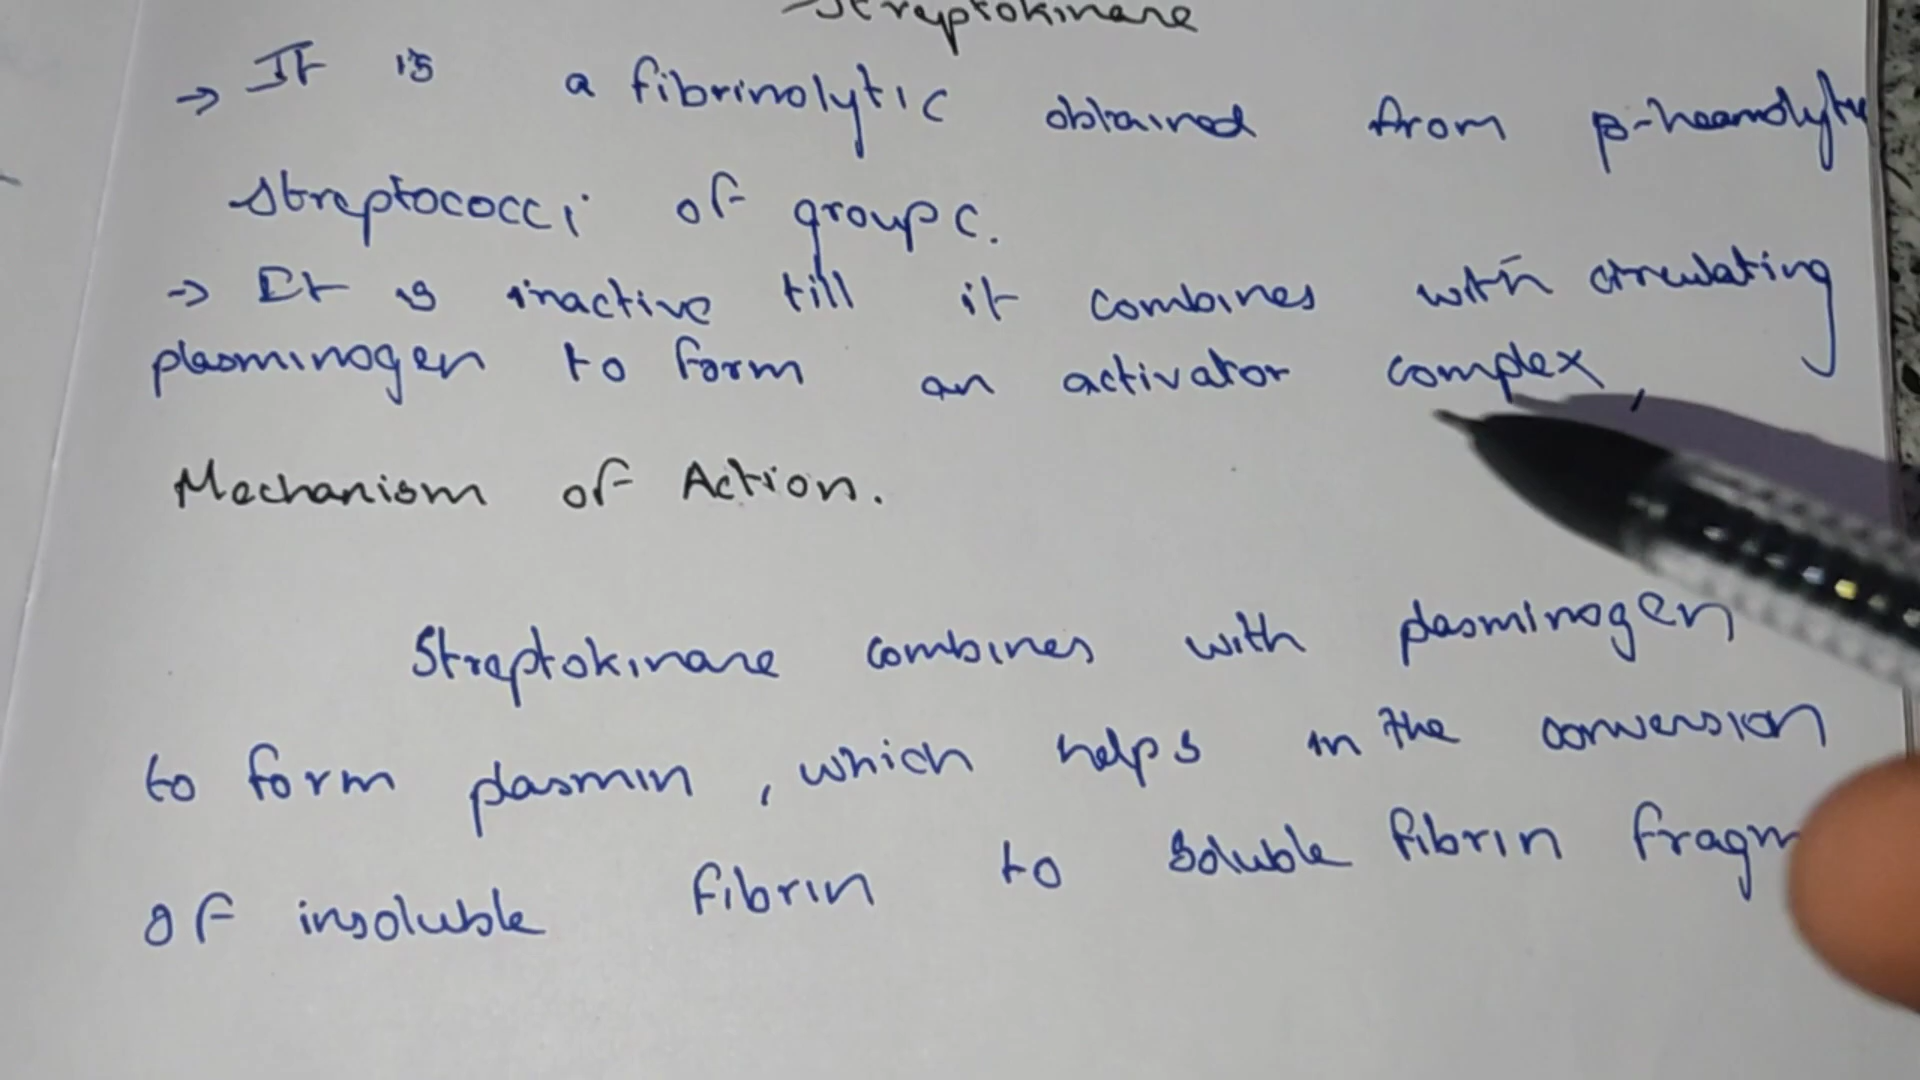 Streptokinase
→ It is a fibrinolytic obtained from β-heamolytic
streptococci of group c.
→ It is inactive till it combines with circulating
plasminogen to form an activator complex,
Mechanism of Action.
Streptokinase combines with plasminogen
to form plasmin, which helps in the conversion
of insoluble fibrin to soluble fibrin fragm